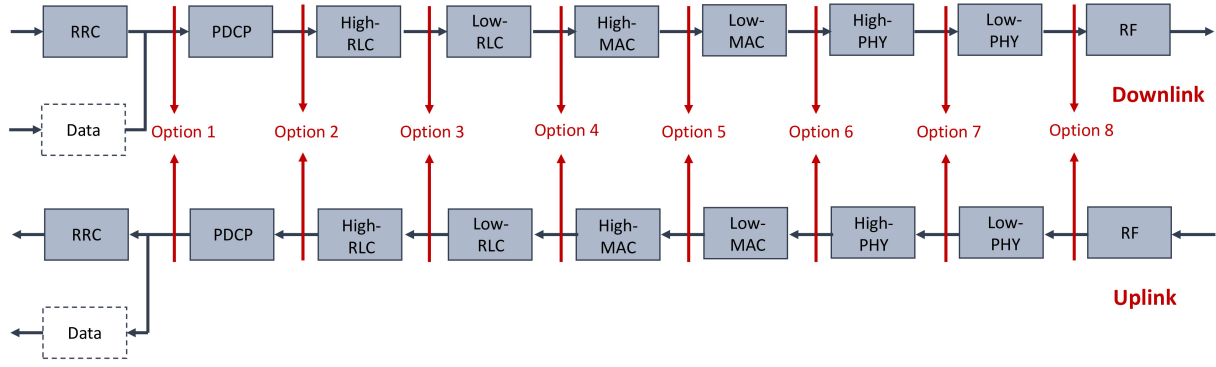 RRC
PDCP
High-
RLC
Low-
RLC
High-
MAC
Low-
MAC
High-
PHY
Low-
PHY
RF
Downlink
Data
Option 1
Option 2
Option 3
Option 4
Option 5
Option 6
Option 7
Option 8
RRC
PDCP
High-
RLC
Low-
RLC
High-
MAC
Low-
MAC
High-
PHY
Low-
PHY
RF
Uplink
Data